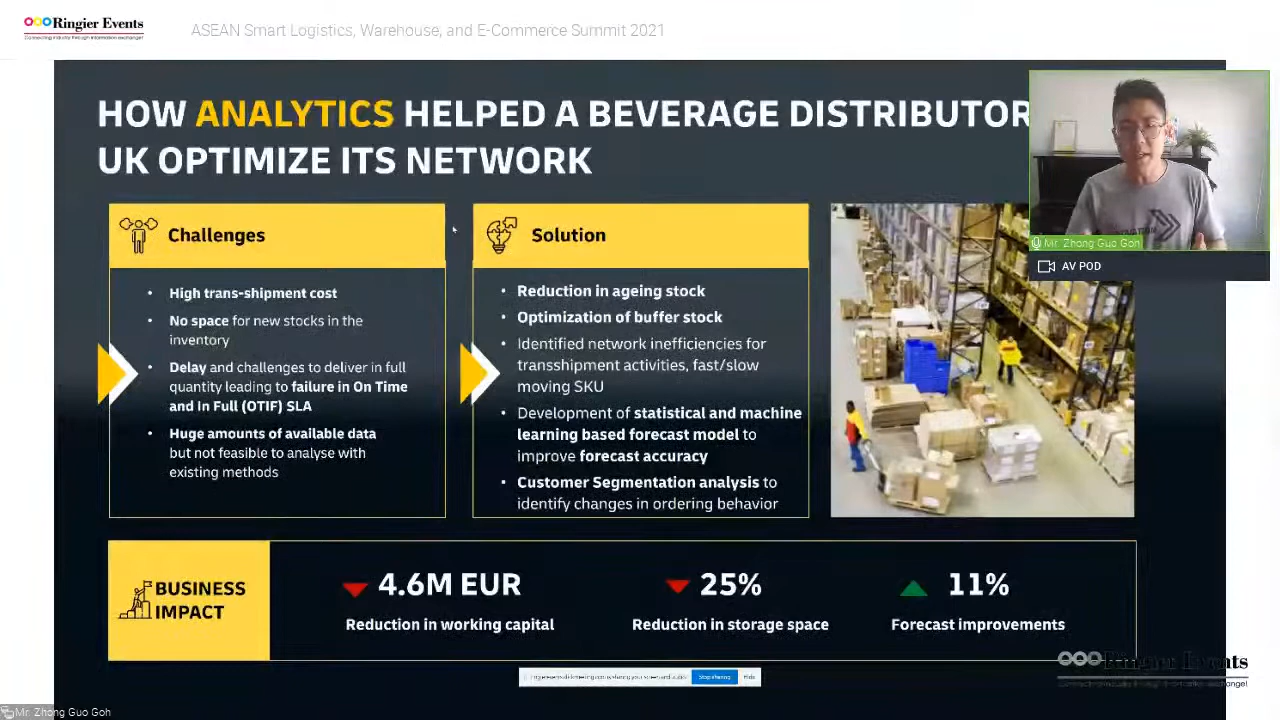 Ringier Events
ASEAN Smart Logistics, Warehouse, and E-Commerce Summit 2021
HOW ANALYTICS HELPED A BEVERAGE DISTRIBUTOR
UK OPTIMIZE ITS NETWORK
Mr. Zhong Guo Goh
AV POD
Challenges
• High trans-shipment cost
• No space for new stocks in the
inventory
• Delay and challenges to deliver in full
quantity leading to failure in On Time
and In Full (OTIF) SLA
• Huge amounts of available data
but not feasible to analyse with
existing methods
Solution
• Reduction in ageing stock
• Optimization of buffer stock
• Identified network inefficiencies for
transshipment activities, fast/slow
moving SKU
• Development of statistical and machine
learning based forecast model to
improve forecast accuracy
• Customer Segmentation analysis to
identify changes in ordering behavior
BUSINESS
IMPACT
4.6M EUR
Reduction in working capital
25%
Reduction in storage space
11%
Forecast improvements
Ringier Events
Stop sharing
Hide
Mr. Zhong Guo Goh